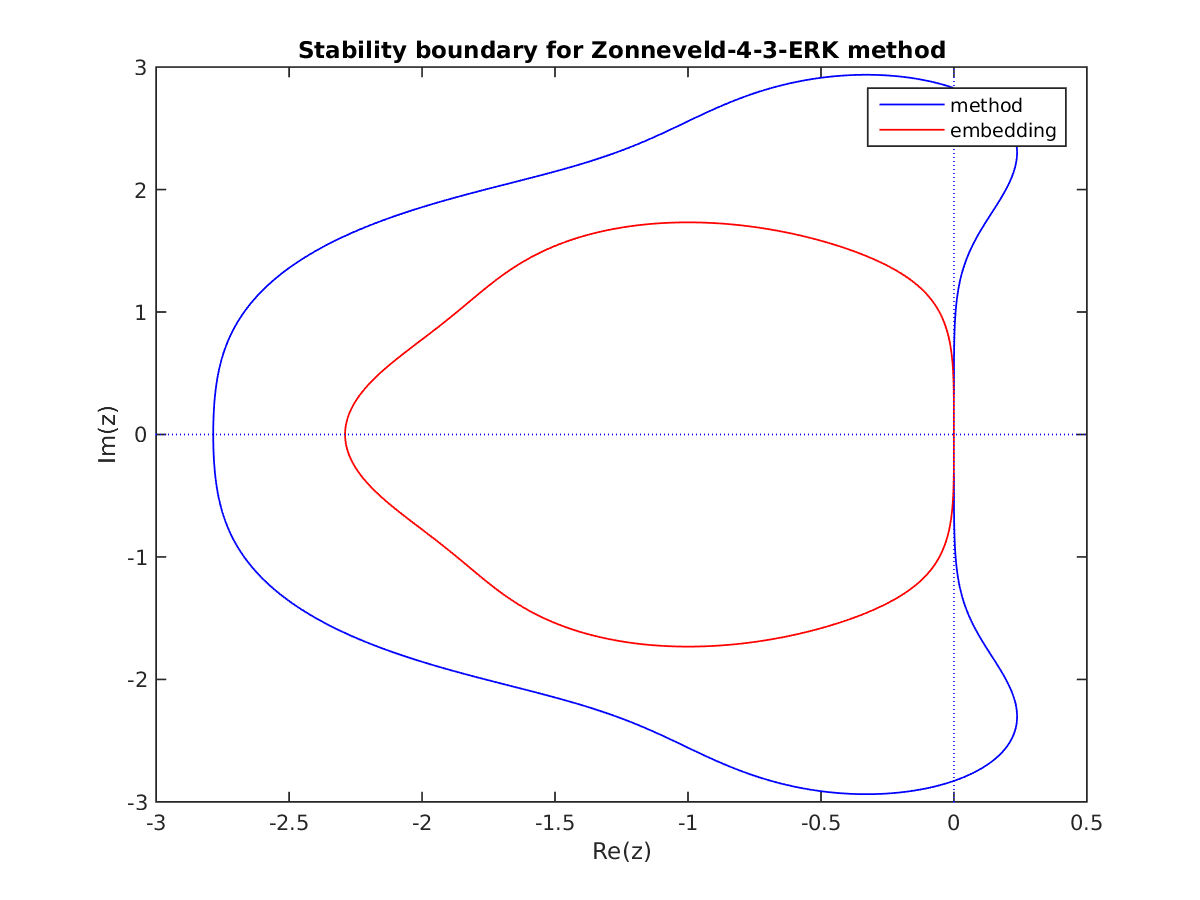 Stability boundary for Zonneveld-4-3-ERK method
3
method
embedding
2
1
Im(z)
0
-1
-2
-3
-3 -2.5 -2 -1.5 -1 -0.5 0 0.5
Re(z)